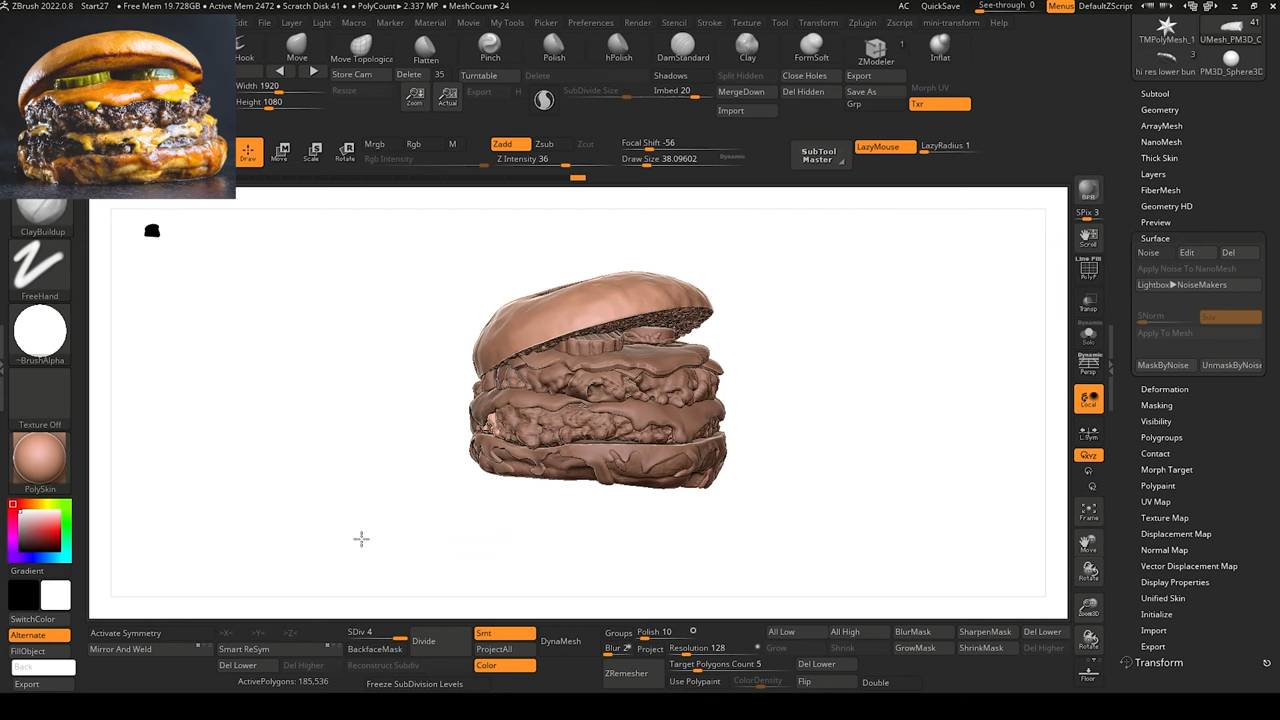 ZBrush 2022.0.8 Start27 • Free Mem 19.728GB • Active Mem 2472 • Scratch Disk 41 • PolyCount▸2.337 MP • MeshCount▸24 AC QuickSave See-through 0 Menus DefaultZScript
Edit File Layer Light Macro Marker Material Movie My Tools Picker Preferences Render Stencil Stroke Texture Tool Transform Zplugin Zscript mini-transform Help
Hook Move Move Topologica Flatten Pinch Polish hPolish DamStandard Clay FormSoft ZModeler 1 Inflat
Store Cam Delete 35 Turntable Delete Shadows Split Hidden Close Holes Export Morph UV
Width 1920 Resize Zoom Actual Export H SubDivide Size Imbed 20 MergeDown Del Hidden Save As
Height 1080 Import Grp Txr
Draw Move Scale Rotate Mrgb Rgb M Zadd Zsub Cut Focal Shift -56 SubTool Master LazyMouse LazyRadius 1
Rgb Intensity Z Intensity 36 Draw Size 38.09602 Dynamic
ClayBuildup
FreeHand
~BrushAlpha
Texture Off
PolySkin
Gradient
SwitchColor
Alternate
FillObject
Back
Export
Activate Symmetry >X< >Y< >Z< SDiv 4 Divide Smt DynaMesh Groups Polish 10 All Low All High BlurMask SharpenMask Del Lower
Mirror And Weld Smart ReSym BackfaceMask ProjectAll Blur 2 Project Resolution 128 Grow Shrink GrowMask ShrinkMask Del Higher
Del Lower Del Higher Reconstruct Subdiv Color ZRemesher Target Polygons Count 5 Del Lower
ActivePolygons: 185,536 Freeze SubDivision Levels Use Polypaint ColorDensity Flip Double
BPR
SPix 3
Scroll
Line Fill
PolyF
Transp
Dynamic
Solo
Dynamic
Persp
Local
L.Sym
XYZ
Frame
Move
Rotate
Zoom3D
Rotate
Floor
41
TMPolyMesh_1 UMesh_PM3D_C
3
hi res lower bun PM3D_Sphere3D
Subtool
Geometry
ArrayMesh
NanoMesh
Thick Skin
Layers
FiberMesh
Geometry HD
Preview
Surface
Noise Edit Del
Apply Noise To NanoMesh
Lightbox▸NoiseMakers
SNorm Suv
Apply To Mesh
MaskByNoise UnmaskByNoise
Deformation
Masking
Visibility
Polygroups
Contact
Morph Target
Polypaint
UV Map
Texture Map
Displacement Map
Normal Map
Vector Displacement Map
Display Properties
Unified Skin
Initialize
Import
Export
Transform